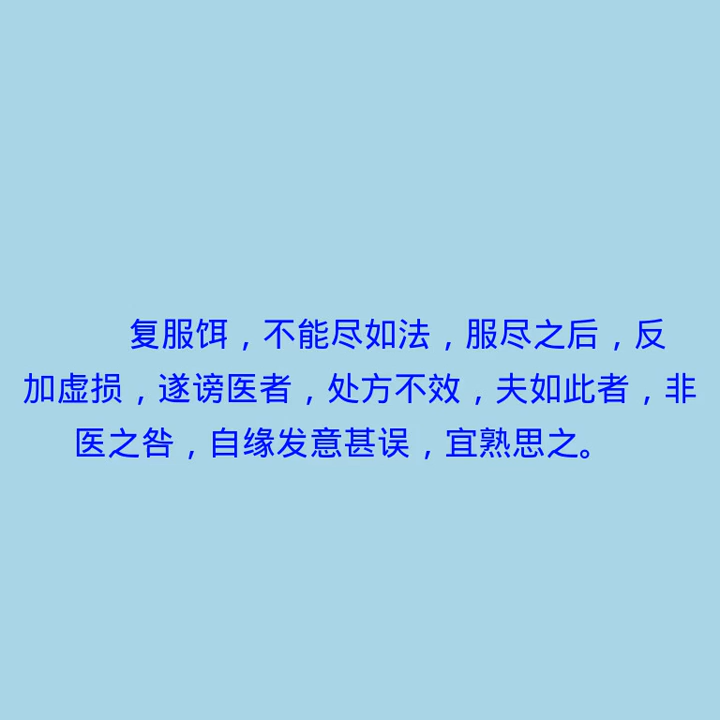 复服饵，不能尽如法，服尽之后，反
加虚损，遂谤医者，处方不效，夫如此者，非
医之咎，自缘发意甚误，宜熟思之。